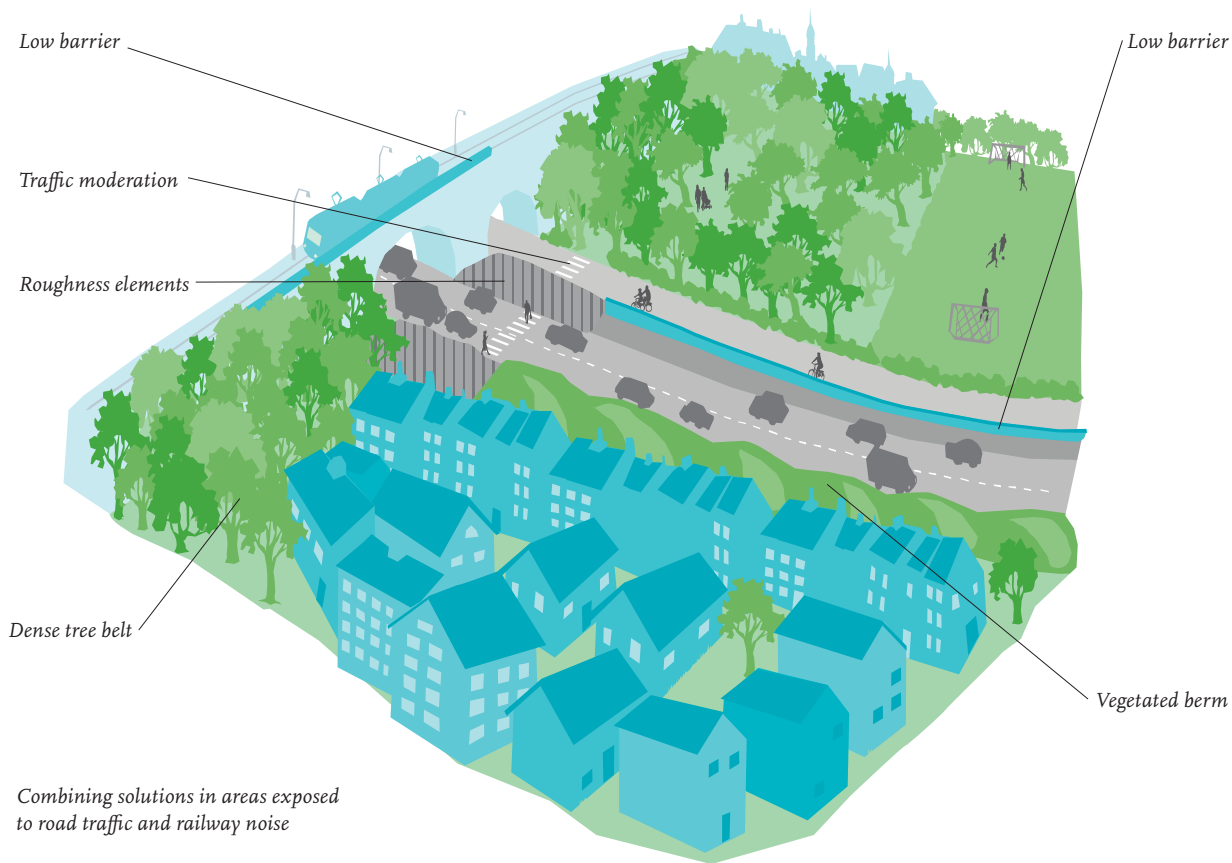 Low barrier
Low barrier
Traffic moderation
Roughness elements
Dense tree belt
Vegetated berm
Combining solutions in areas exposed
to road traffic and railway noise